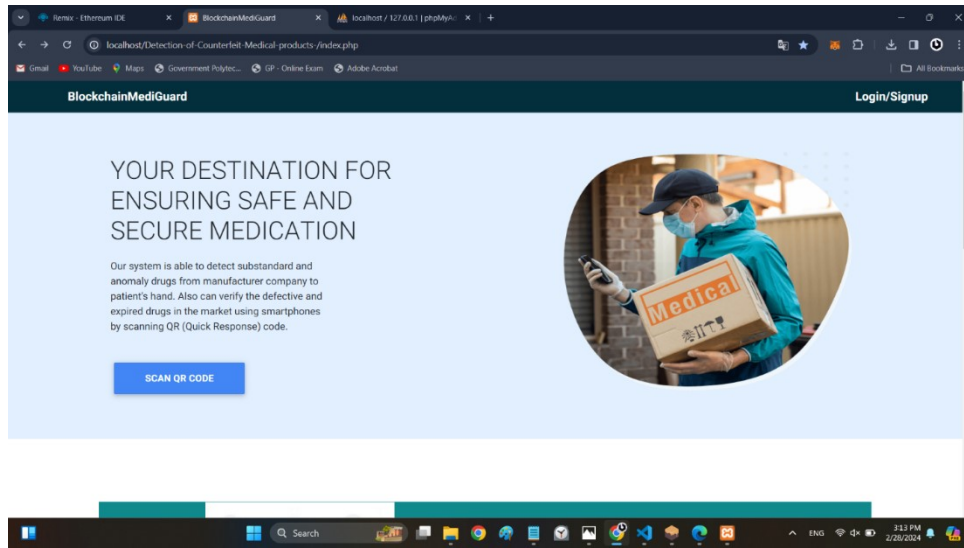 Remix - Ethereum IDE
BlockchainMediGuard
localhost / 127.0.0.1 | phpMyAd
localhost/Detection-of-Counterfeit-Medical-products-/index.php
Gmail
YouTube
Maps
Government Polytec...
GP - Online Exam
Adobe Acrobat
All Bookmarks
BlockchainMediGuard
Login/Signup
YOUR DESTINATION FOR
ENSURING SAFE AND
SECURE MEDICATION
Our system is able to detect substandard and
anomaly drugs from manufacturer company to
patient's hand. Also can verify the defective and
expired drugs in the market using smartphones
by scanning QR (Quick Response) code.
SCAN QR CODE
Medical
Search
ENG
3:13 PM
2/28/2024